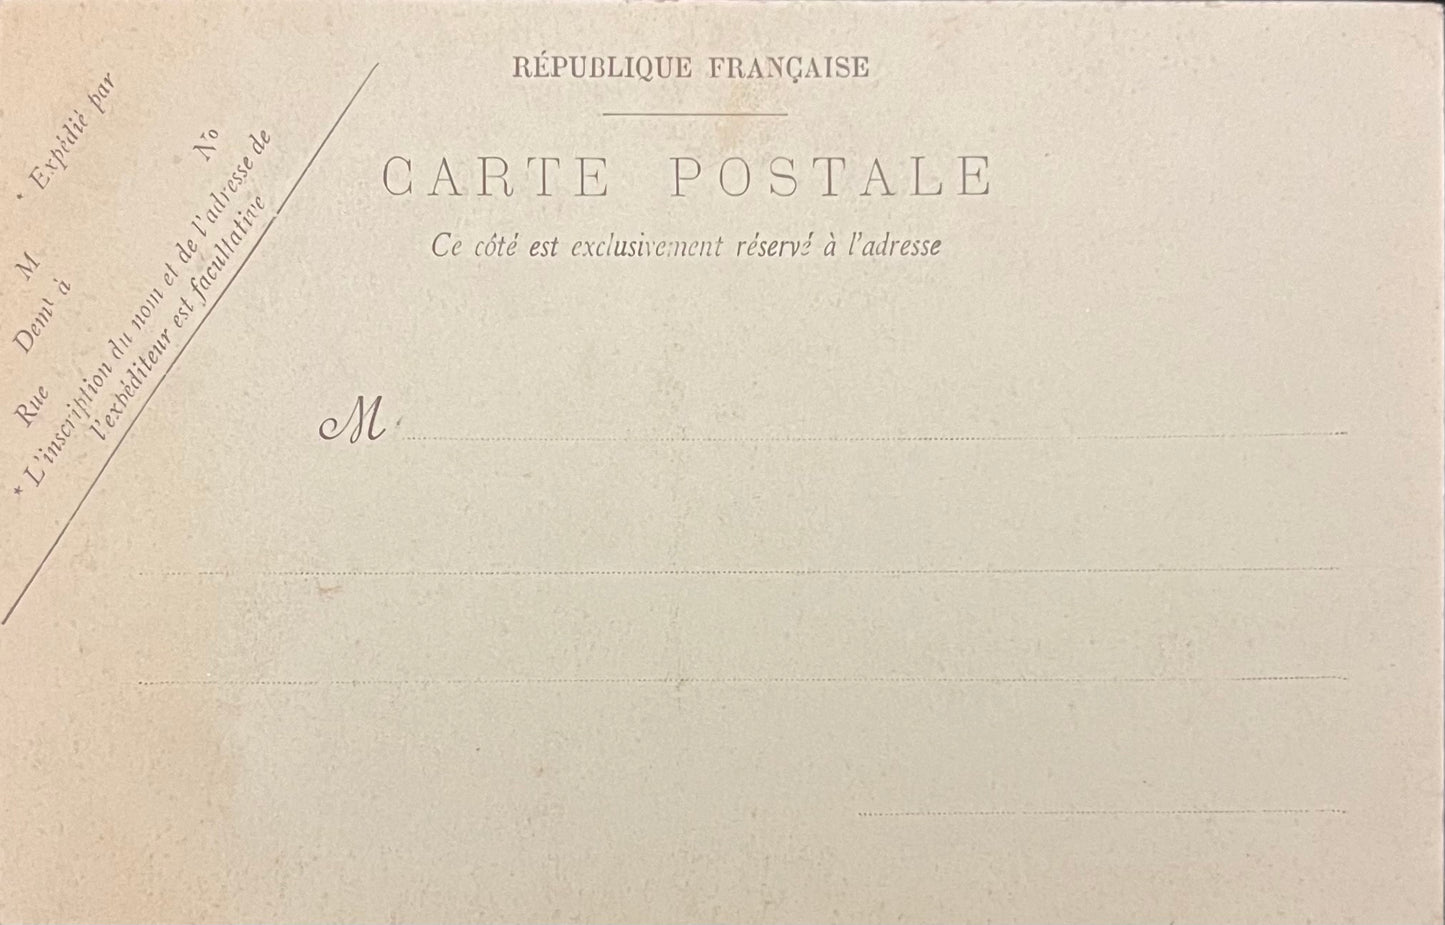 RÉPUBLIQUE FRANÇAISE
CARTE POSTALE
Ce côté est exclusivement réservé à l'adresse
* Expédié par
M
Demt à
Rue
No
* L'inscription du nom et de l'adresse de
l'expéditeur est facultative
M